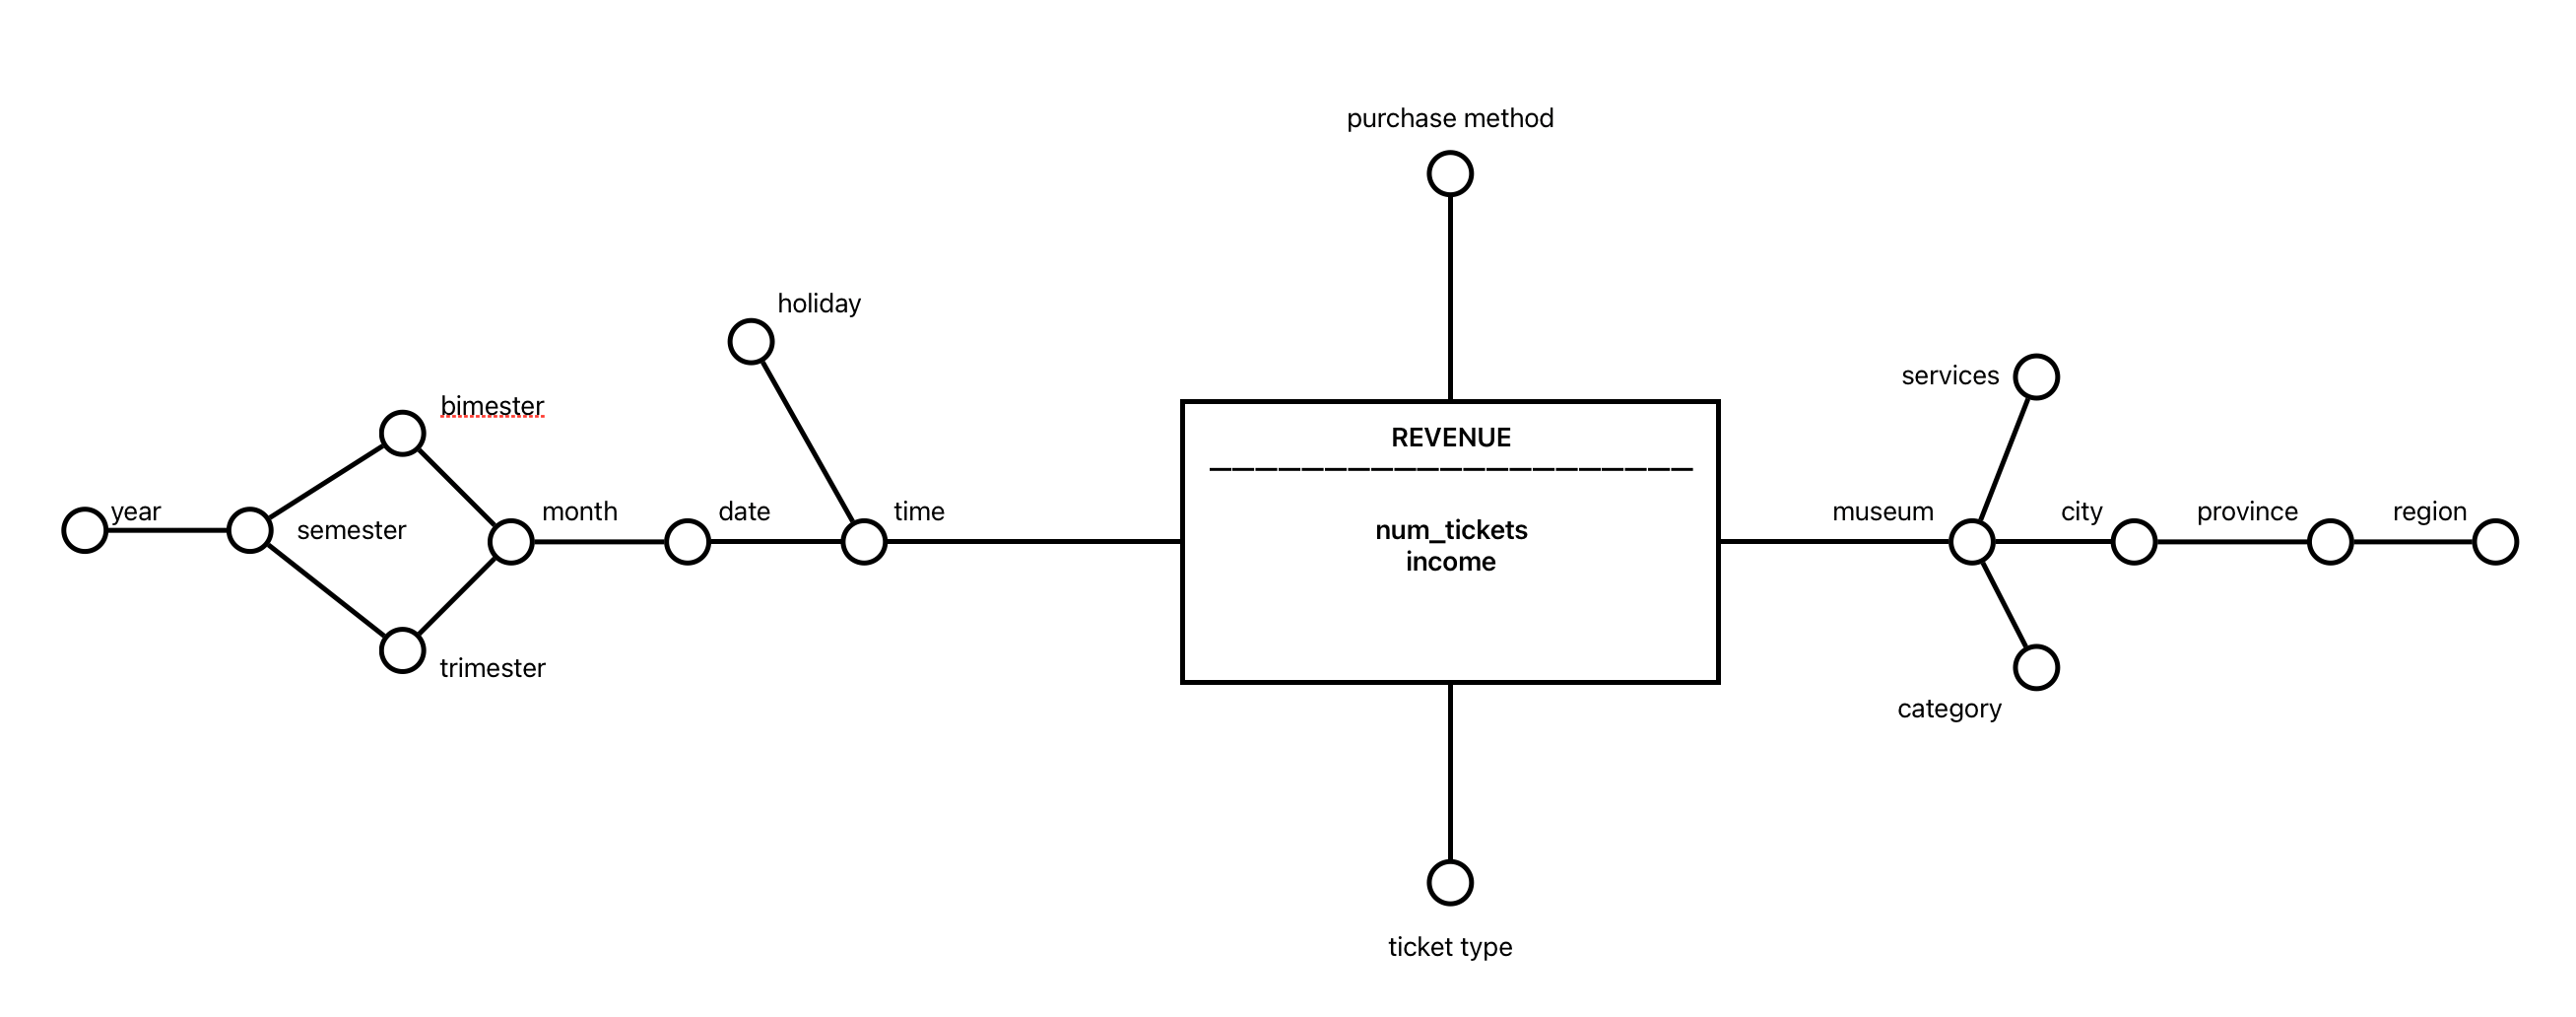 purchase method
holiday
services
bimester
REVENUE
year
semester
month
date
time
num_tickets
income
museum
city
province
region
trimester
category
ticket type